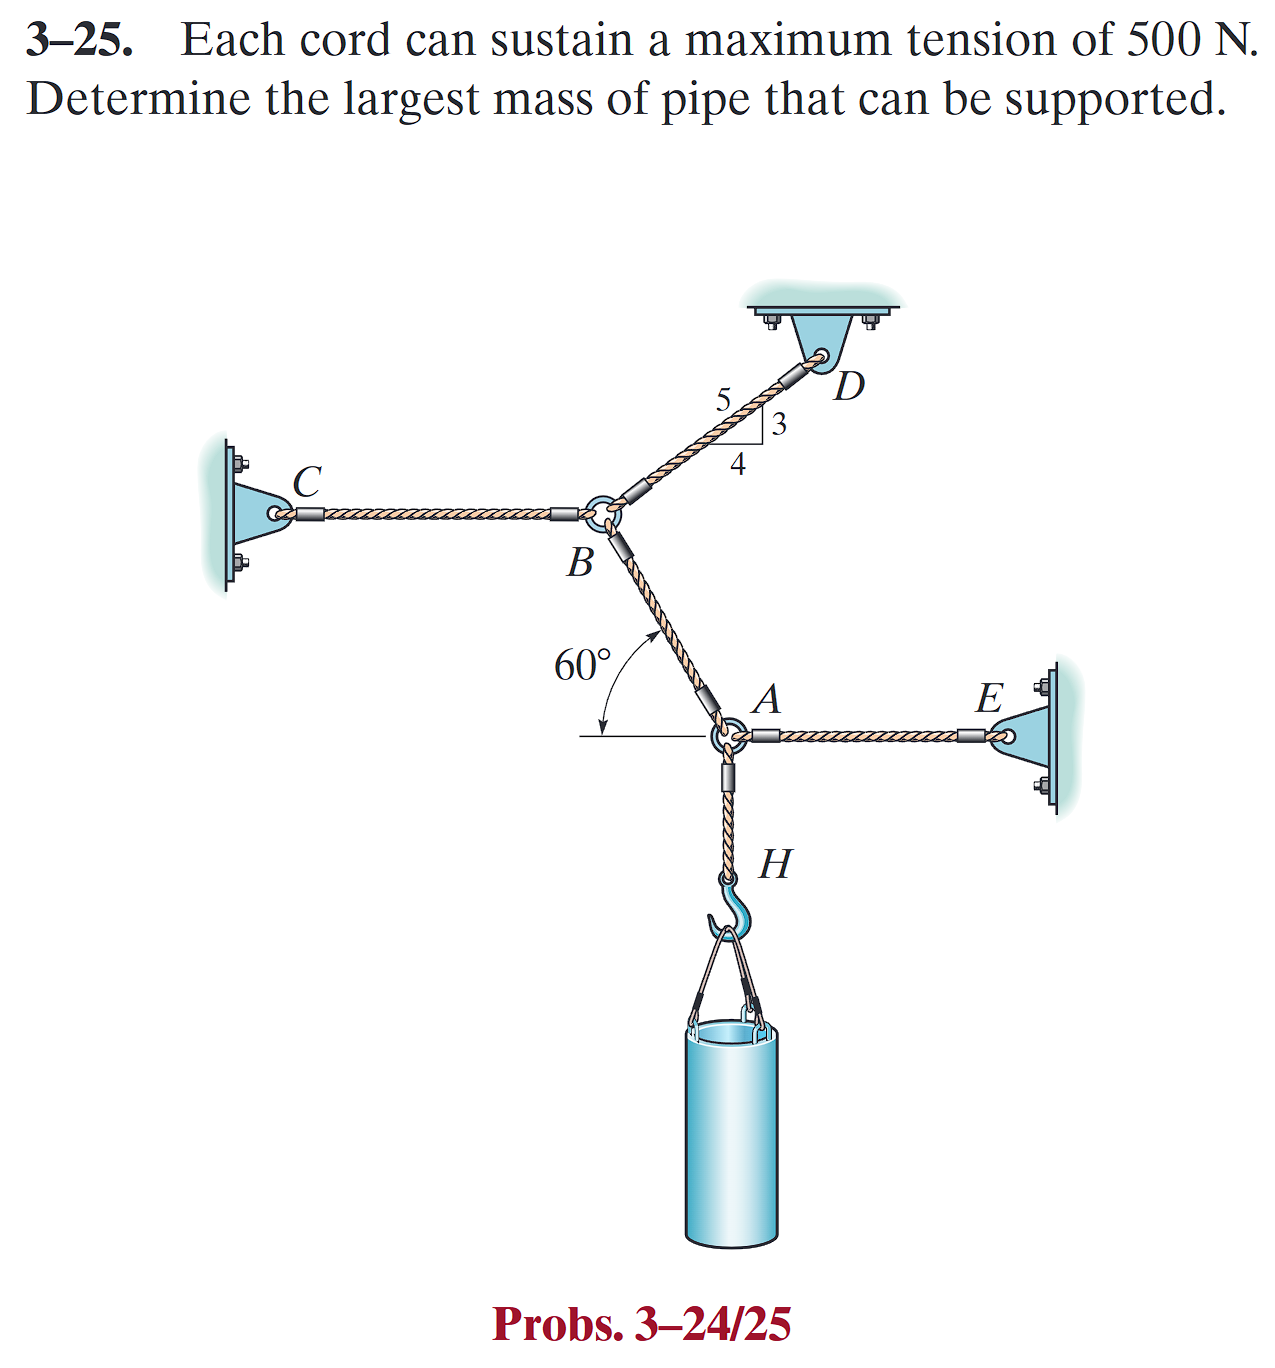 3–25. Each cord can sustain a maximum tension of 500 N.
Determine the largest mass of pipe that can be supported.
D
5
3
4
C
B
60°
A
E
H
Probs. 3–24/25